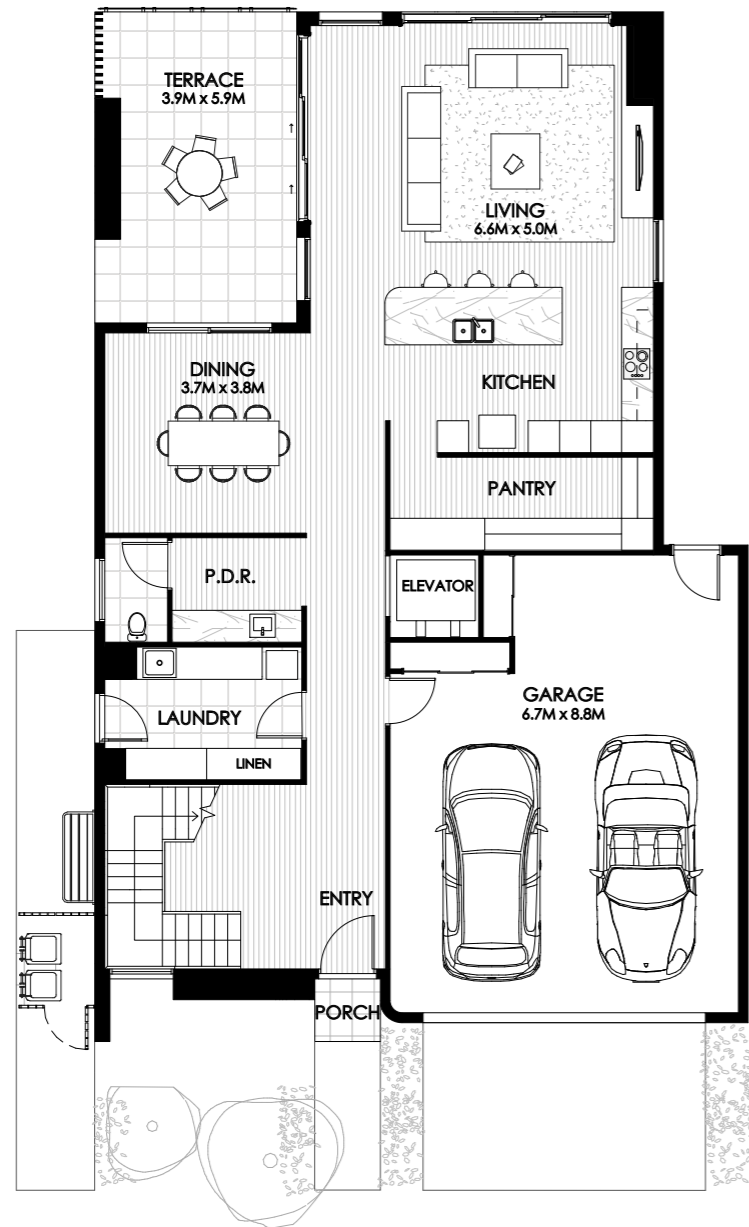 TERRACE
3.9M x 5.9M
LIVING
6.6M x 5.0M
DINING
3.7M x 3.8M
KITCHEN
PANTRY
P.D.R.
ELEVATOR
GARAGE
6.7M x 8.8M
LAUNDRY
LINEN
ENTRY
PORCH